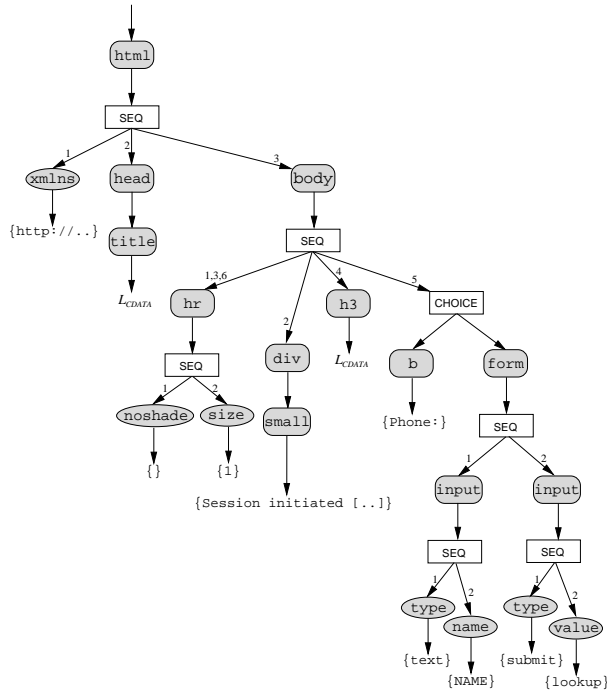 html
SEQ
1
2
3
xmlns
head
body
{http://..}
title
SEQ
L_CDATA
1,3,6
2
4
5
hr
h3
CHOICE
SEQ
div
L_CDATA
b
form
1
2
noshade
size
small
{Phone:}
SEQ
{}
{1}
1
2
{Session initiated [..]}
input
input
SEQ
SEQ
1
2
1
2
type
name
type
value
{text}
{NAME}
{submit}
{lookup}